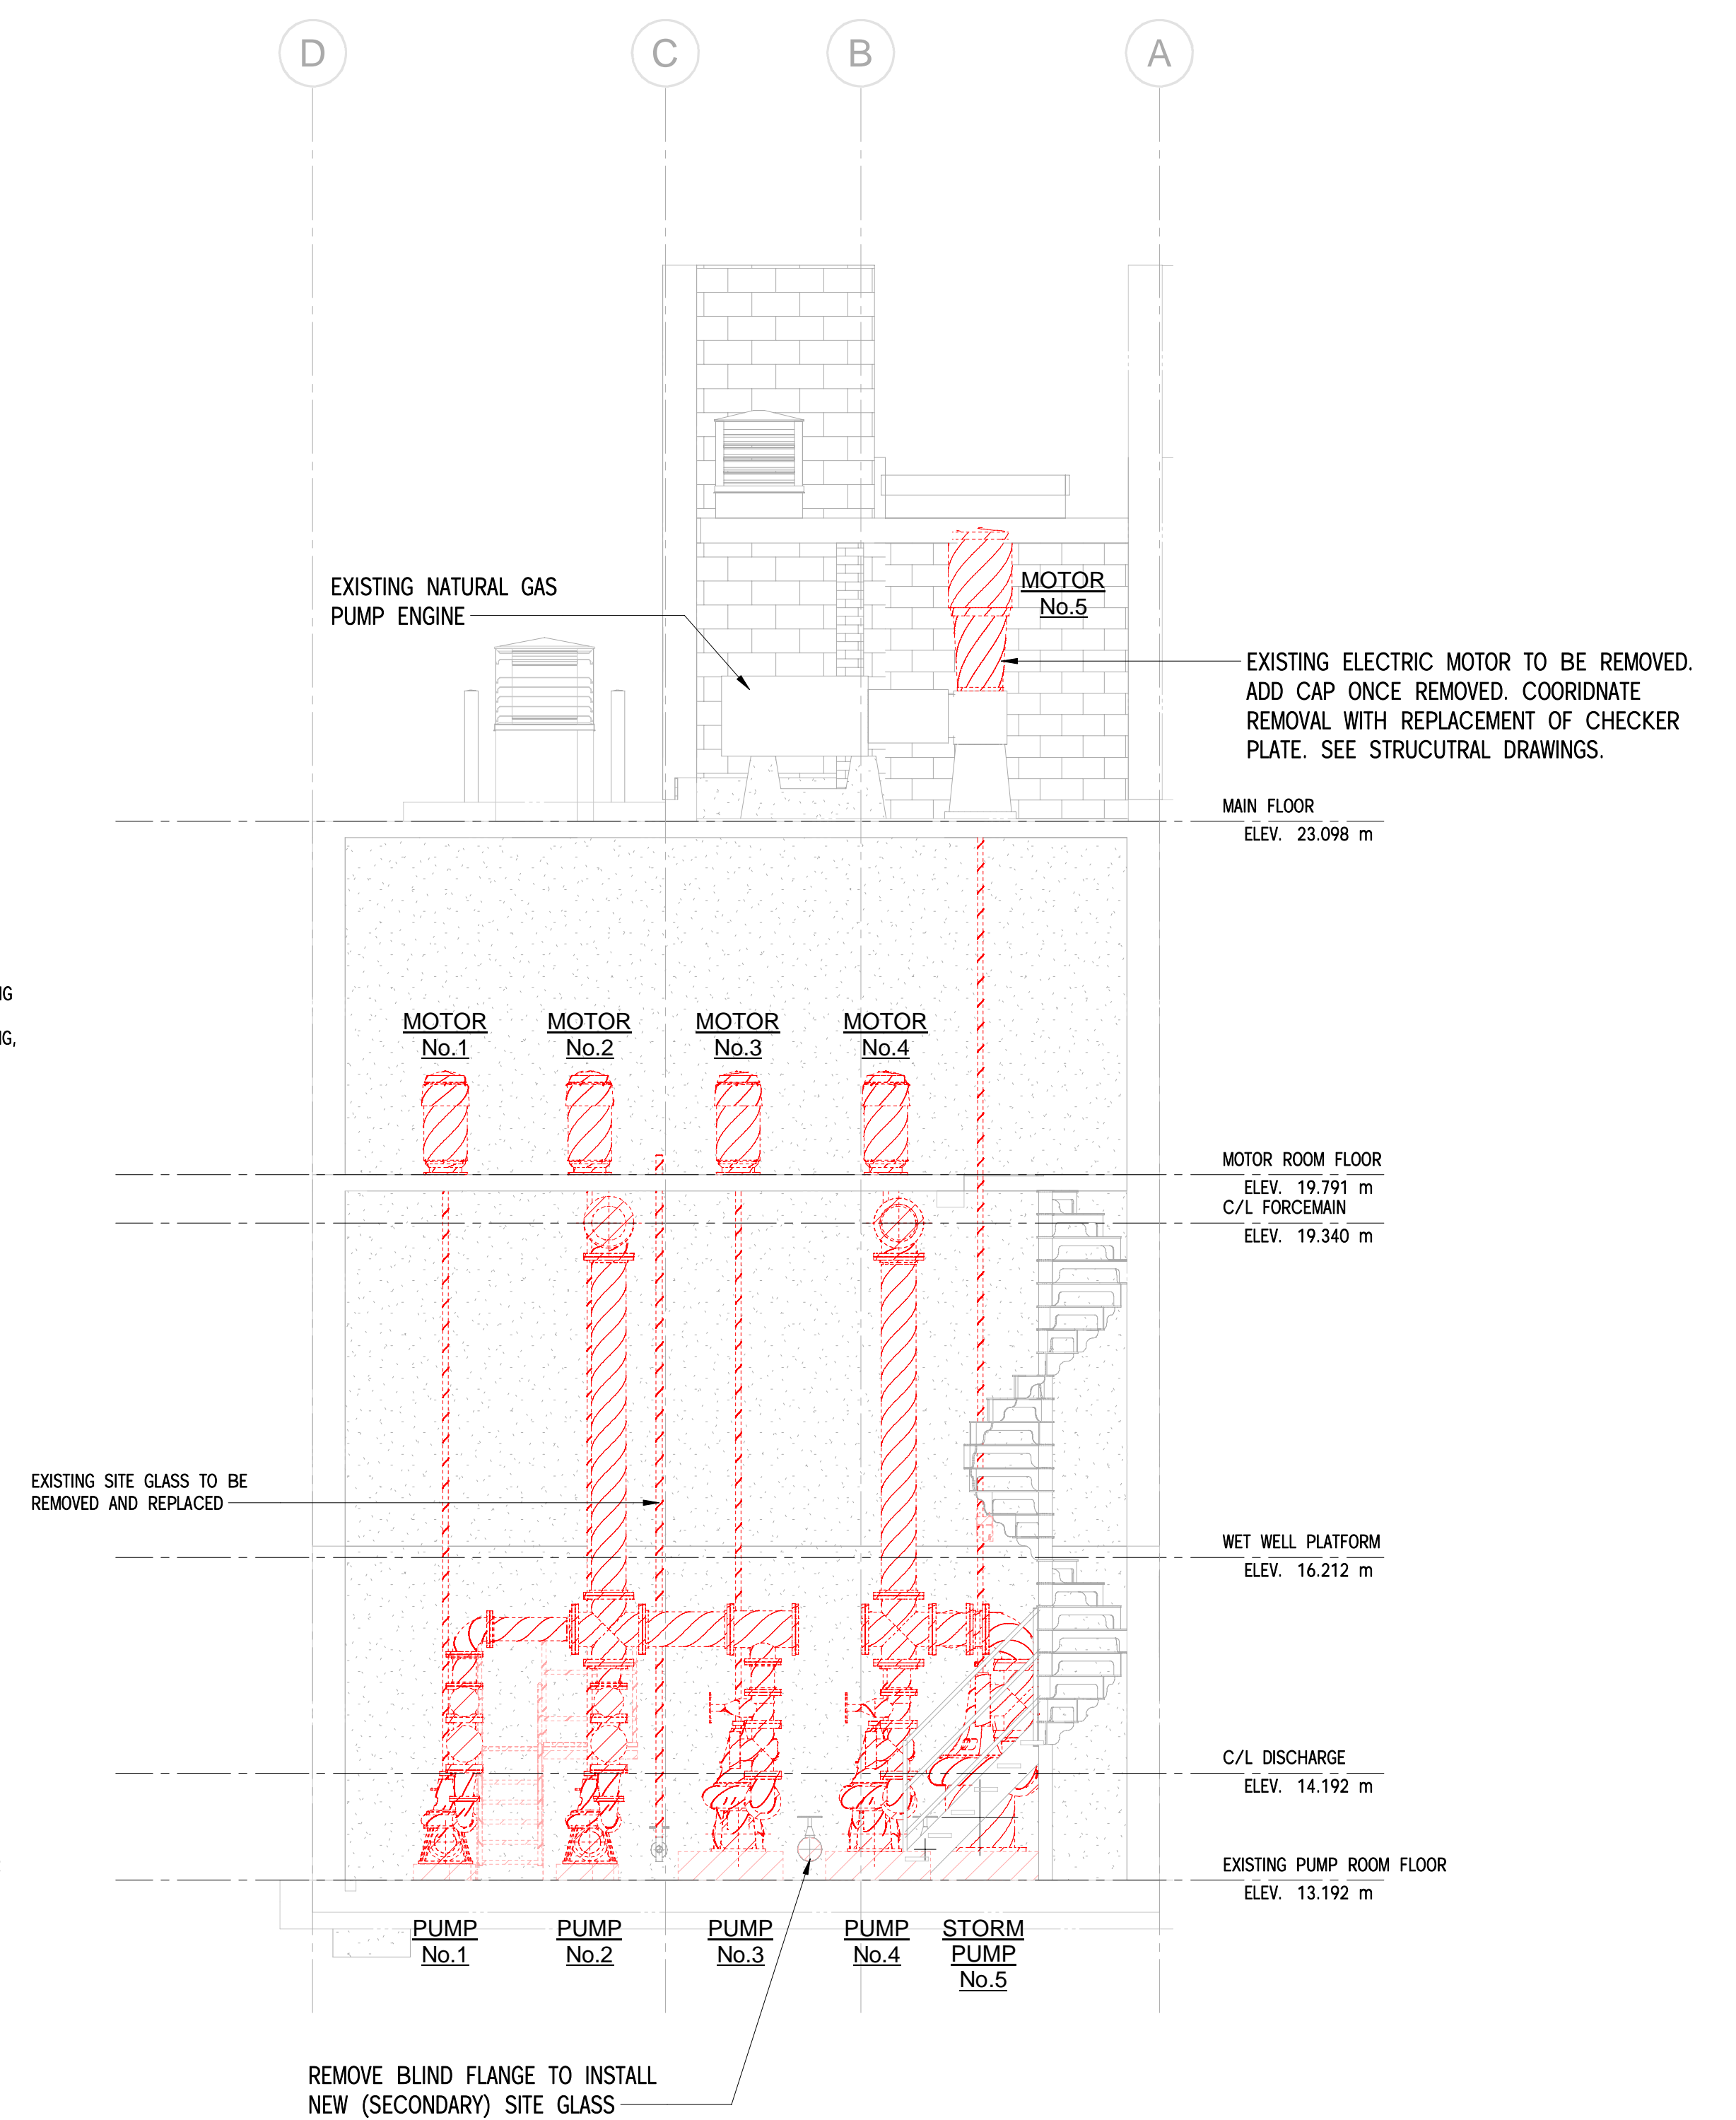 D
C
B
A
EXISTING NATURAL GAS
PUMP ENGINE
MOTOR
No.5
EXISTING ELECTRIC MOTOR TO BE REMOVED.
ADD CAP ONCE REMOVED. COORIDNATE
REMOVAL WITH REPLACEMENT OF CHECKER
PLATE. SEE STRUCUTRAL DRAWINGS.
MAIN FLOOR
ELEV. 23.098 m
MOTOR
No.1
MOTOR
No.2
MOTOR
No.3
MOTOR
No.4
MOTOR ROOM FLOOR
ELEV. 19.791 m
C/L FORCEMAIN
ELEV. 19.340 m
EXISTING SITE GLASS TO BE
REMOVED AND REPLACED
WET WELL PLATFORM
ELEV. 16.212 m
C/L DISCHARGE
ELEV. 14.192 m
EXISTING PUMP ROOM FLOOR
ELEV. 13.192 m
PUMP
No.1
PUMP
No.2
PUMP
No.3
PUMP
No.4
STORM
PUMP
No.5
REMOVE BLIND FLANGE TO INSTALL
NEW (SECONDARY) SITE GLASS